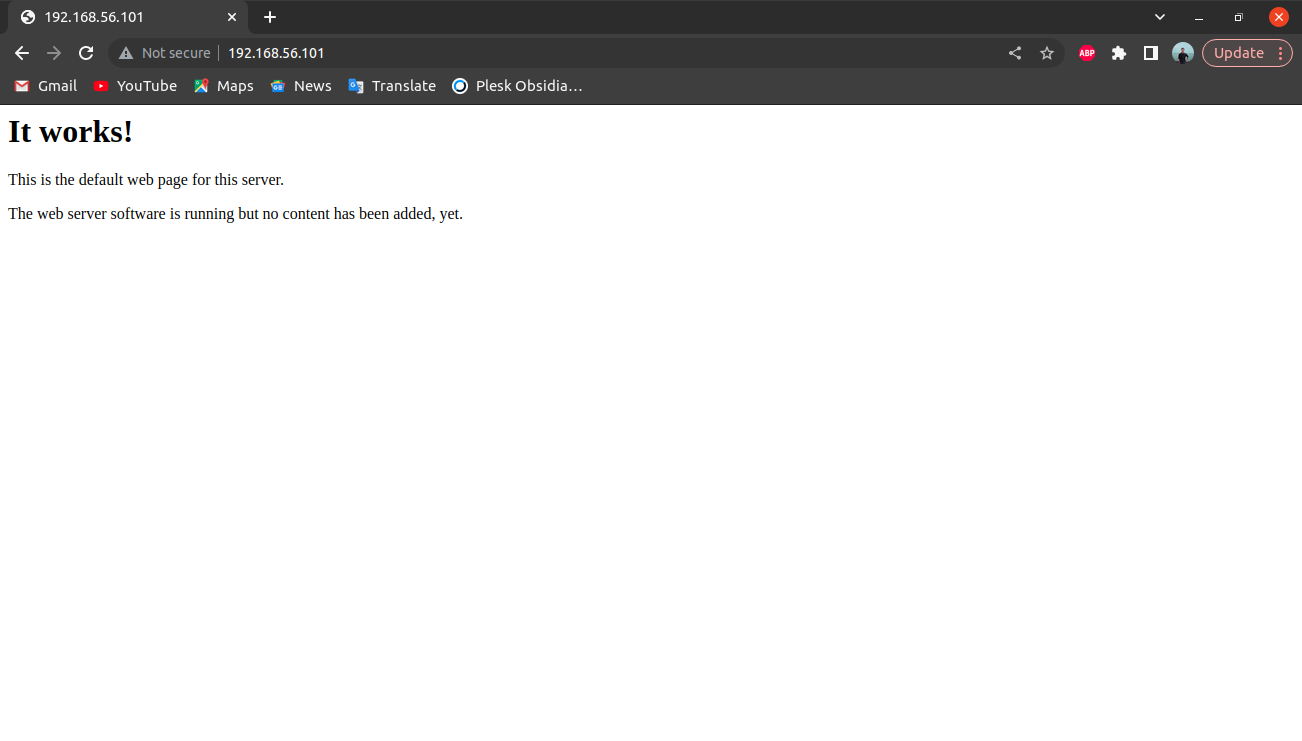 192.168.56.101
Not secure 192.168.56.101 ABP Update
Gmail YouTube Maps News Translate Plesk Obsidia…
It works!
This is the default web page for this server.
The web server software is running but no content has been added, yet.